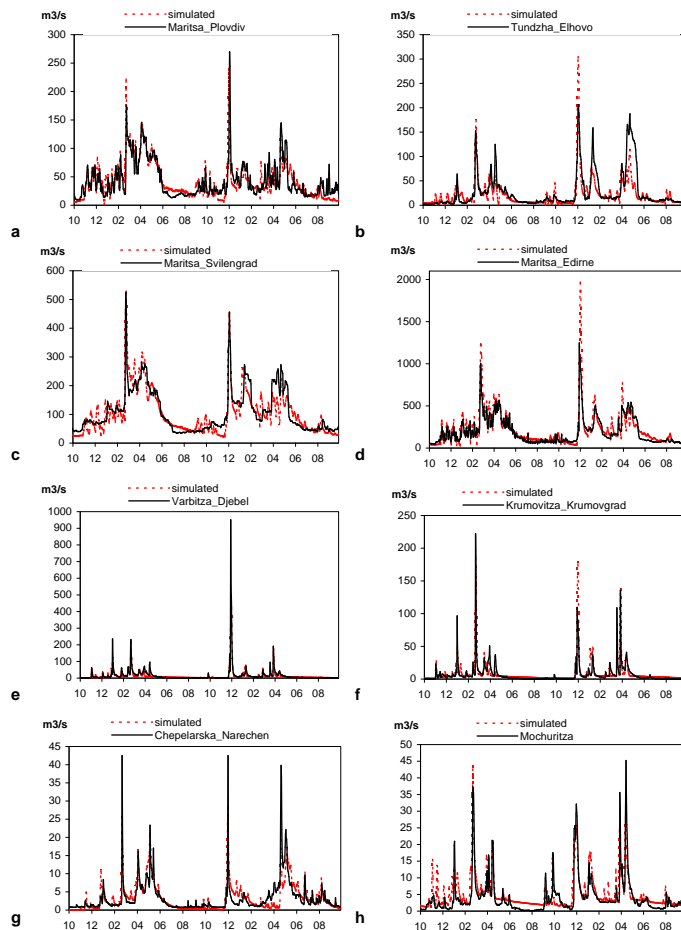 m3/s
simulated
Maritsa_Plovdiv
300
250
200
150
100
50
0
10 12 02 04 06 08 10 12 02 04 06 08
a
m3/s
simulated
Tundzha_Elhovo
350
300
250
200
150
100
50
0
10 12 02 04 06 08 10 12 02 04 06 08
b
m3/s
simulated
Maritsa_Svilengrad
600
500
400
300
200
100
0
10 12 02 04 06 08 10 12 02 04 06 08
c
m3/s
simulated
Maritsa_Edirne
2000
1500
1000
500
0
10 12 02 04 06 08 10 12 02 04 06 08
d
m3/s
simulated
Varbitza_Djebel
1000
900
800
700
600
500
400
300
200
100
0
10 12 02 04 06 08 10 12 02 04 06 08
e
m3/s
simulated
Krumovitza_Krumovgrad
250
200
150
100
50
0
10 12 02 04 06 08 10 12 02 04 06 08
f
m3/s
simulated
Chepelarska_Narechen
45
40
35
30
25
20
15
10
5
0
10 12 02 04 06 08 10 12 02 04 06 08
g
m3/s
simulated
Mochuritza
50
45
40
35
30
25
20
15
10
5
0
10 12 02 04 06 08 10 12 02 04 06 08
h